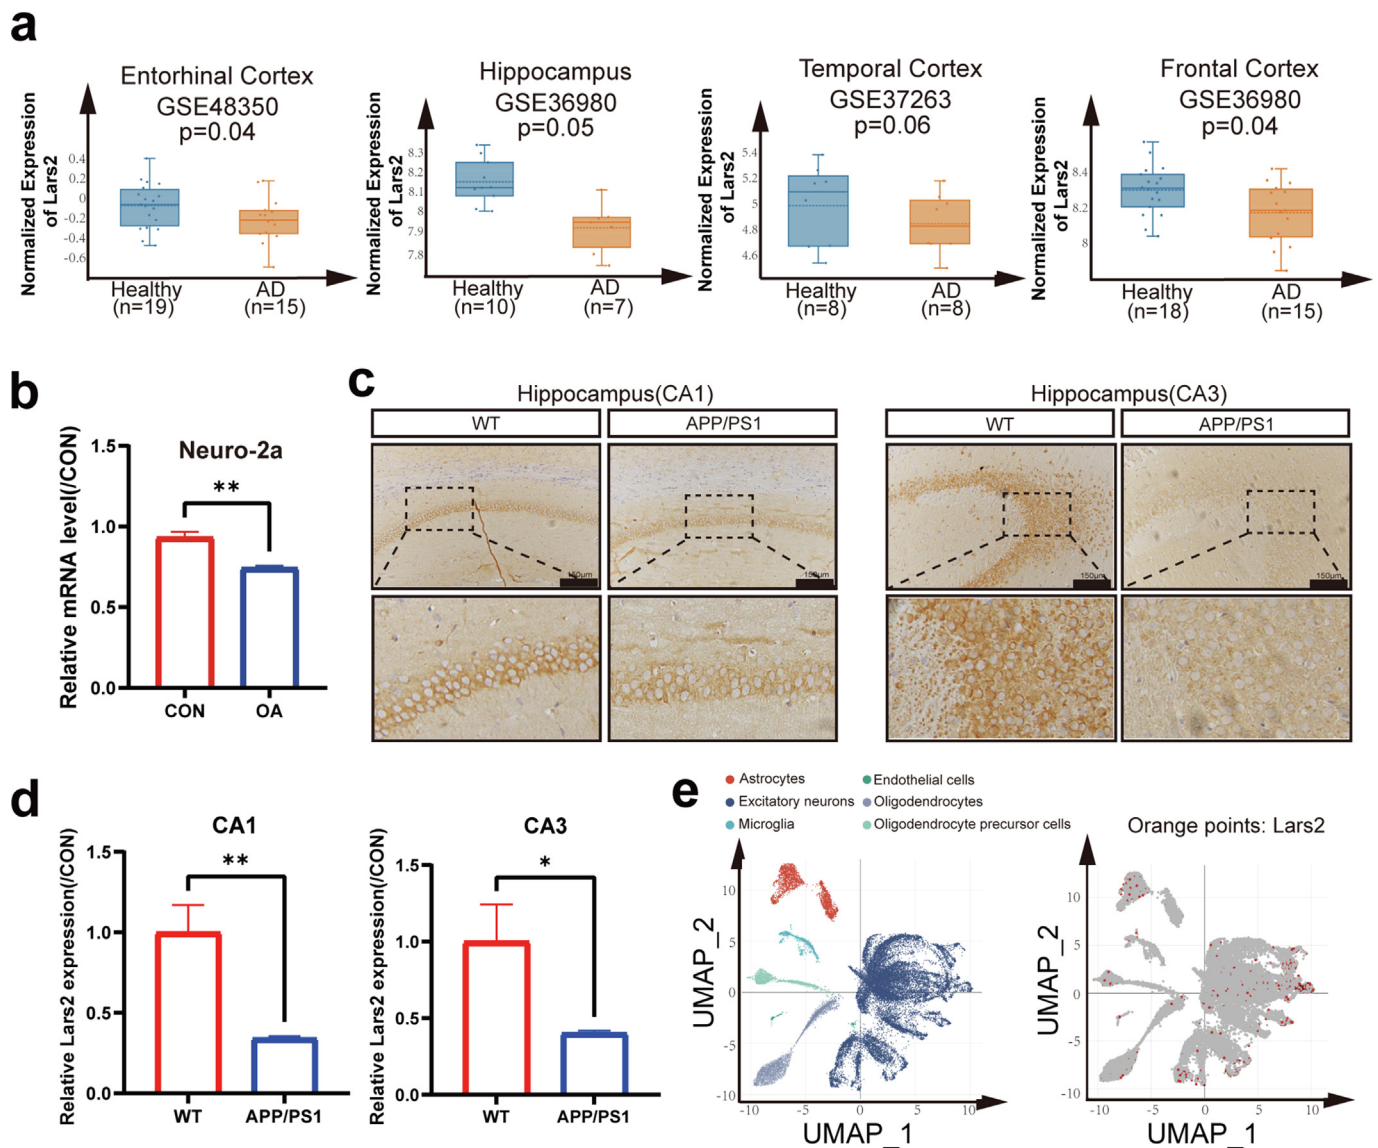 a
Entorhinal Cortex
GSE48350
p=0.04
Normalized Expression
of Lars2
0.4
0.2
0
-0.2
-0.4
-0.6
Healthy
(n=19)
AD
(n=15)
Hippocampus
GSE36980
p=0.05
Normalized Expression
of Lars2
8.3
8.2
8.1
8
7.9
7.8
Healthy
(n=10)
AD
(n=7)
Temporal Cortex
GSE37263
p=0.06
Normalized Expression
of Lars2
5.4
5.2
5
4.8
4.6
Healthy
(n=8)
AD
(n=8)
Frontal Cortex
GSE36980
p=0.04
Normalized Expression
of Lars2
8.4
8.2
8
Healthy
(n=18)
AD
(n=15)
b
Neuro-2a
**
Relative mRNA level(/CON)
1.5
1.0
0.5
0.0
CON
OA
c
Hippocampus(CA1)
WT
APP/PS1
150μm
150μm
Hippocampus(CA3)
WT
APP/PS1
150μm
150μm
d
CA1
**
Relative Lars2 expression(/CON)
1.5
1.0
0.5
0.0
WT
APP/PS1
CA3
*
Relative Lars2 expression(/CON)
1.5
1.0
0.5
0.0
WT
APP/PS1
e
Astrocytes
Endothelial cells
Excitatory neurons
Oligodendrocytes
Microglia
Oligodendrocyte precursor cells
UMAP_2
10
5
0
-5
-10
-10
-5
0
5
10
UMAP_1
Orange points: Lars2
UMAP_2
10
5
0
-5
-10
-10
-5
0
5
10
UMAP_1